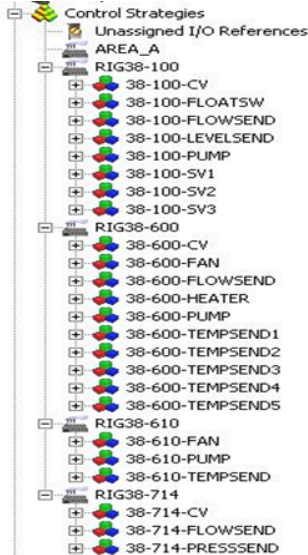 Control Strategies
Unassigned I/O References
AREA_A
RIG38-100
38-100-CV
38-100-FLOATSW
38-100-FLOWSEND
38-100-LEVELSEND
38-100-PUMP
38-100-SV1
38-100-SV2
38-100-SV3
RIG38-600
38-600-CV
38-600-FAN
38-600-FLOWSEND
38-600-HEATER
38-600-PUMP
38-600-TEMPSEND1
38-600-TEMPSEND2
38-600-TEMPSEND3
38-600-TEMPSEND4
38-600-TEMPSEND5
RIG38-610
38-610-FAN
38-610-PUMP
38-610-TEMPSEND
RIG38-714
38-714-CV
38-714-FLOWSEND
38-714-PRESSSEND